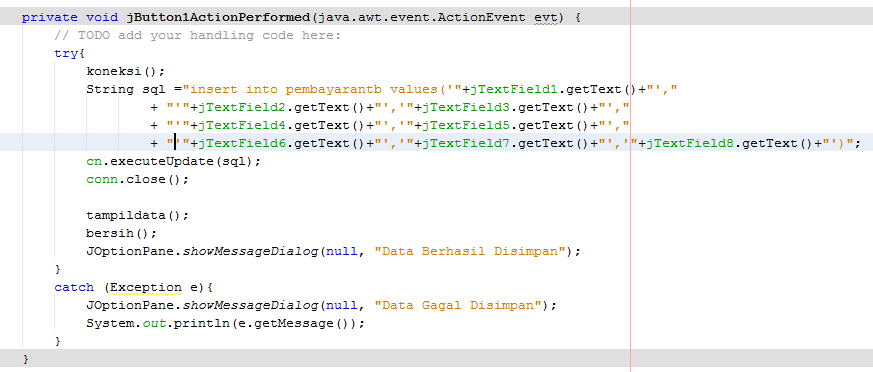 private void jButton1ActionPerformed(java.awt.event.ActionEvent evt) {
// TODO add your handling code here:
try{
koneksi();
String sql ="insert into pembayarantb values('"+jTextField1.getText()+"',"
+ "'"+jTextField2.getText()+"','"+jTextField3.getText()+"',"
+ "'"+jTextField4.getText()+"','"+jTextField5.getText()+"',"
+ "'"+jTextField6.getText()+"','"+jTextField7.getText()+"','"+jTextField8.getText()+"')";
cn.executeUpdate(sql);
conn.close();
tampildata();
bersih();
JOptionPane.showMessageDialog(null, "Data Berhasil Disimpan");
}
catch (Exception e){
JOptionPane.showMessageDialog(null, "Data Gagal Disimpan");
System.out.println(e.getMessage());
}
}